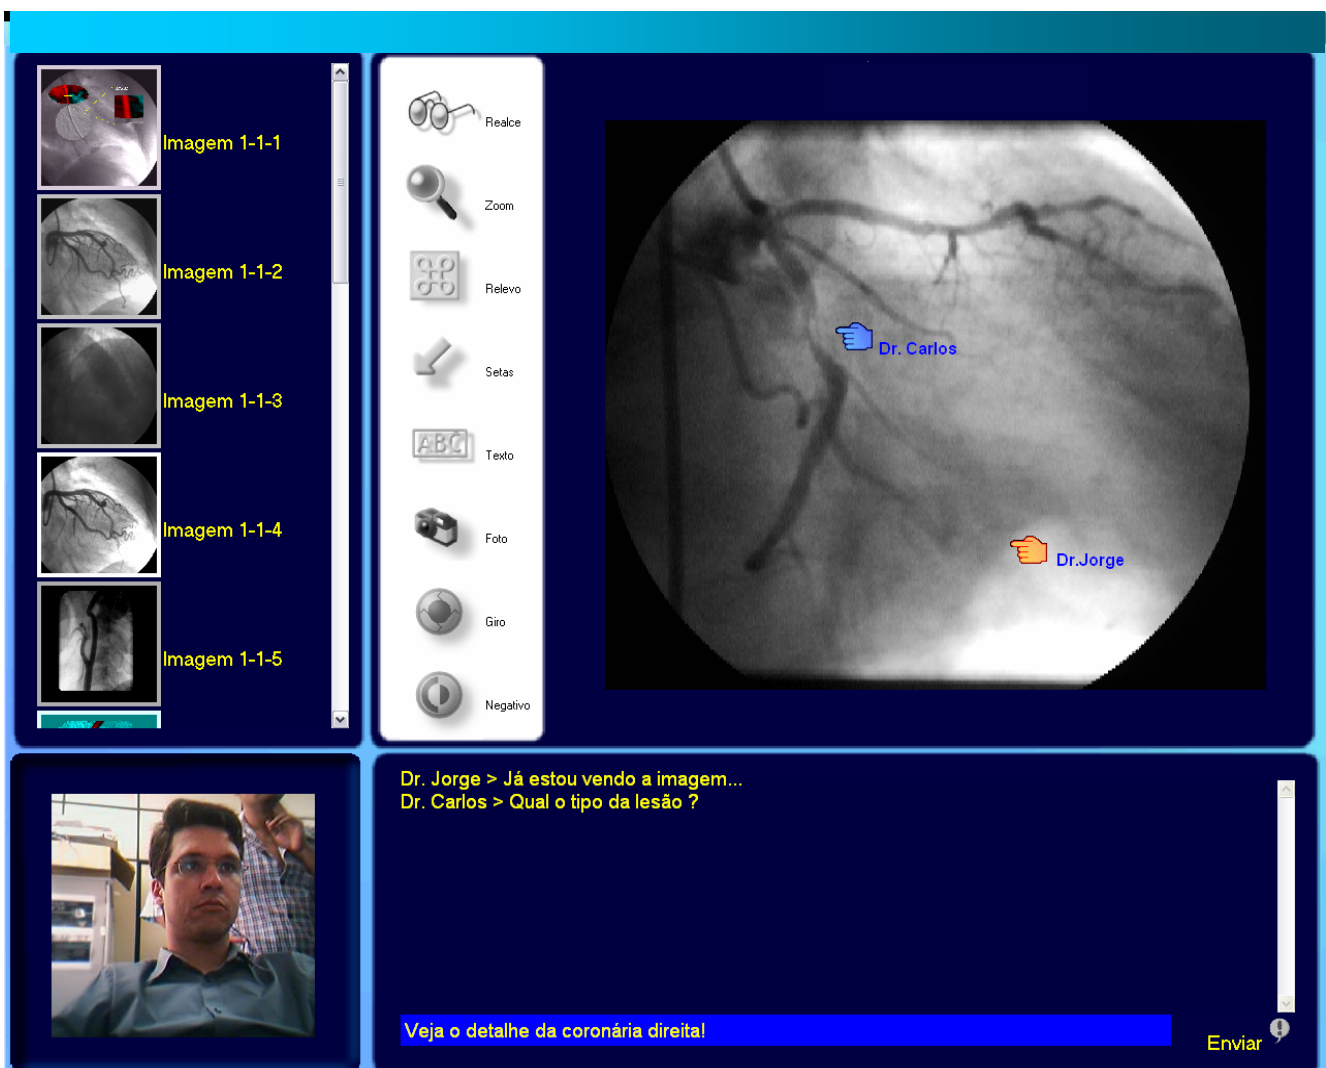 Imagem 1-1-1
Imagem 1-1-2
Imagem 1-1-3
Imagem 1-1-4
Imagem 1-1-5
Realce
Zoom
Relevo
Setas
ABC
Texto
Foto
Giro
Negativo
Dr. Carlos
Dr.Jorge
Dr. Jorge > Já estou vendo a imagem...
Dr. Carlos > Qual o tipo da lesão ?
Veja o detalhe da coronária direita!
Enviar